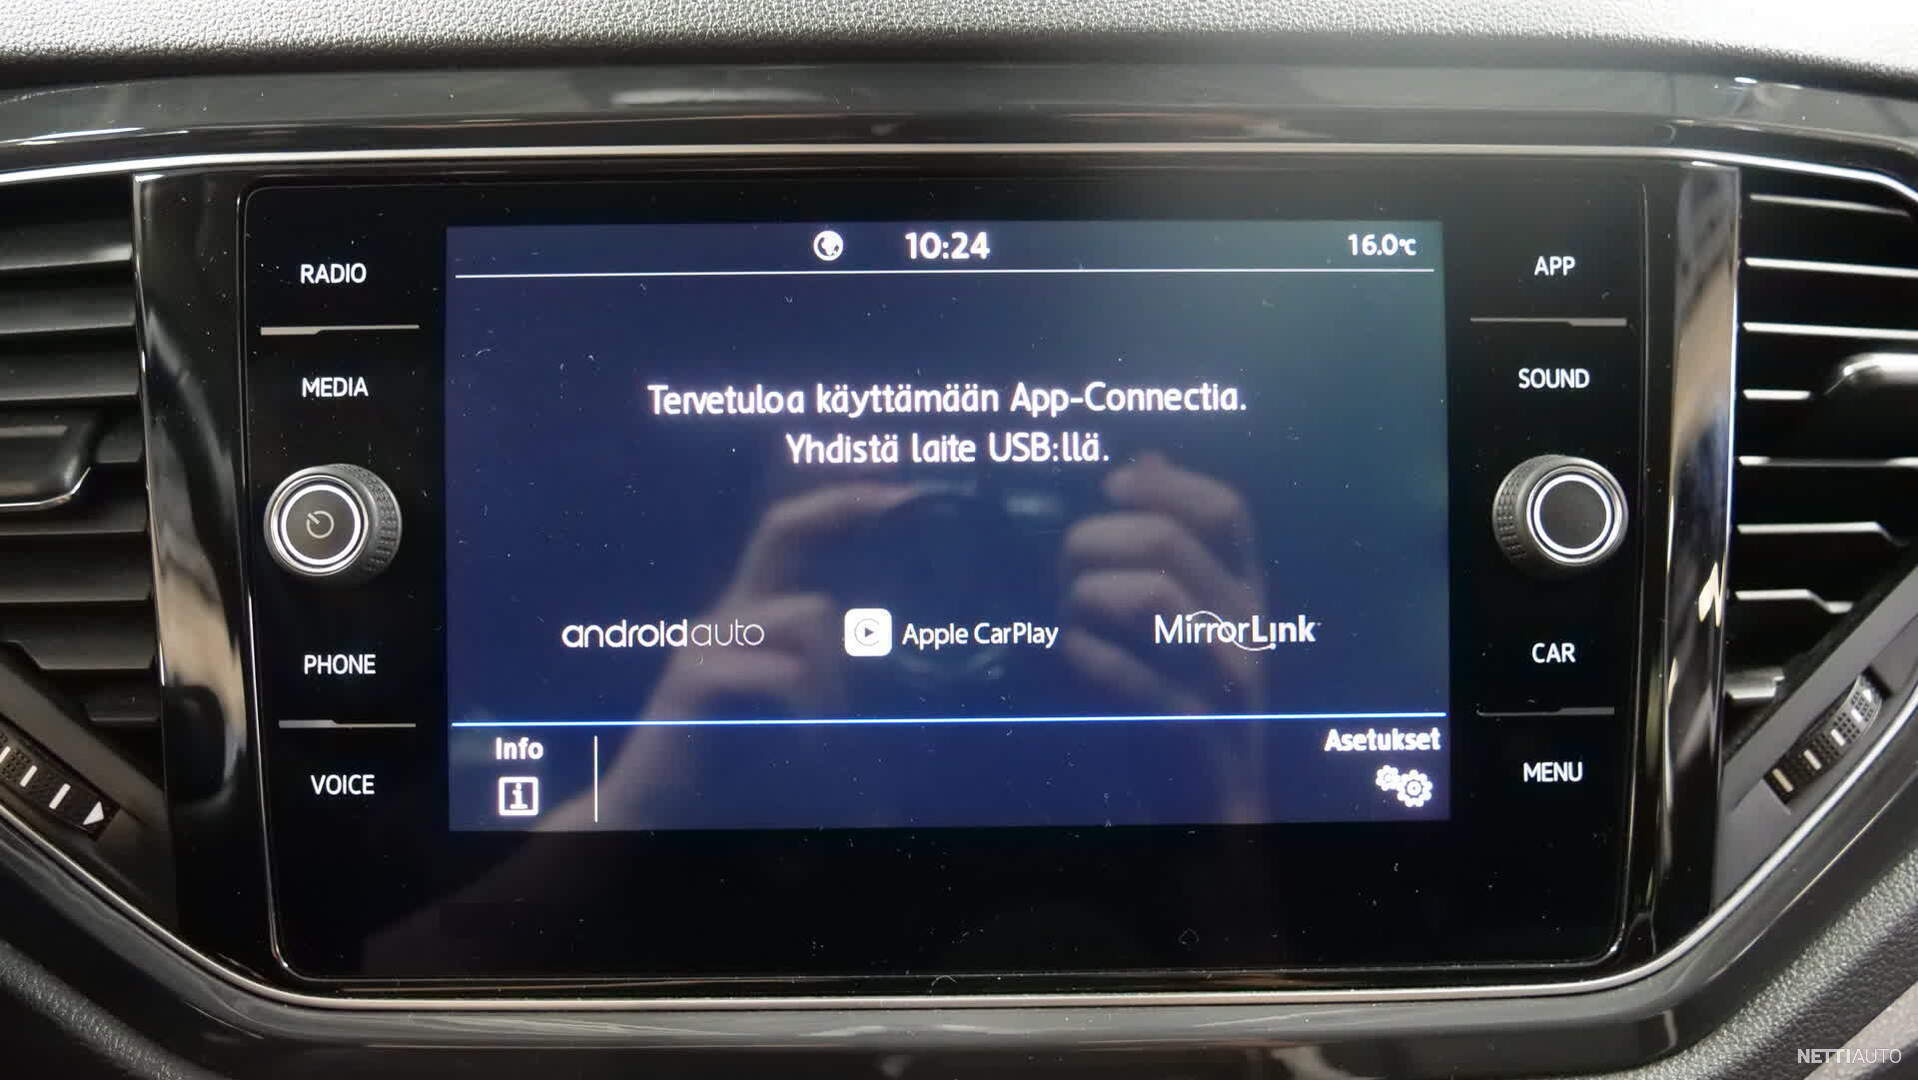 10:24
16.0°C
RADIO
MEDIA
PHONE
VOICE
Tervetuloa käyttämään App-Connectia.
Yhdistä laite USB:llä.
androidauto
Apple CarPlay
MirrorLink
Info
i
Asetukset
APP
SOUND
CAR
MENU
NETTIAUTO